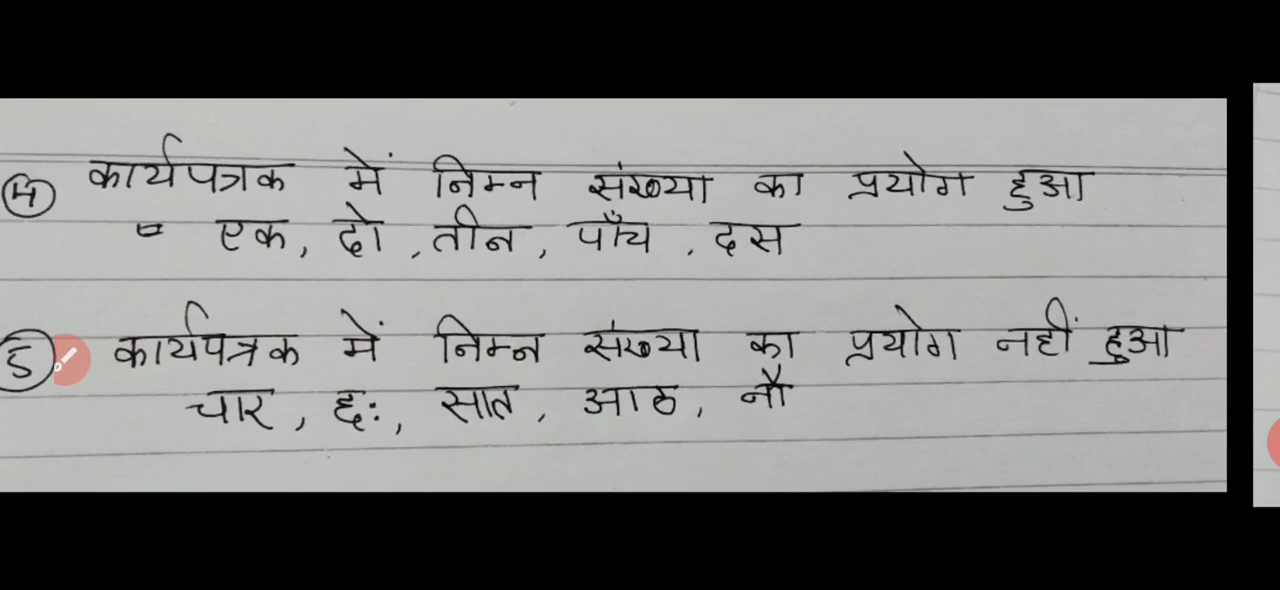 ④ कार्यपत्रक में निम्न संख्या का प्रयोग हुआ
एक, दो, तीन, पाँच, दस
⑤ कार्यपत्रक में निम्न संख्या का प्रयोग नहीं हुआ
चार, छः, सात, आठ, नौ